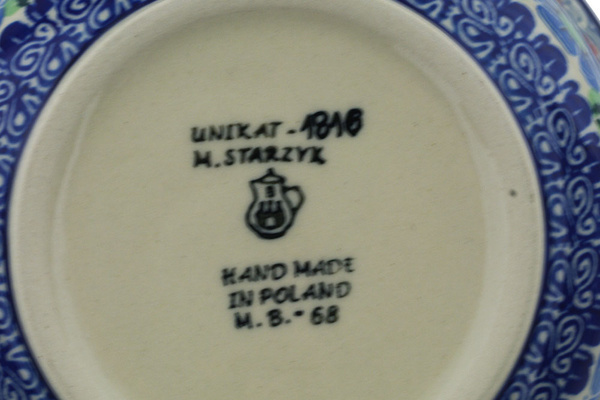 UNIKAT - 1816
M. STARZYK
B
HAND MADE
IN POLAND
M. B. - 68